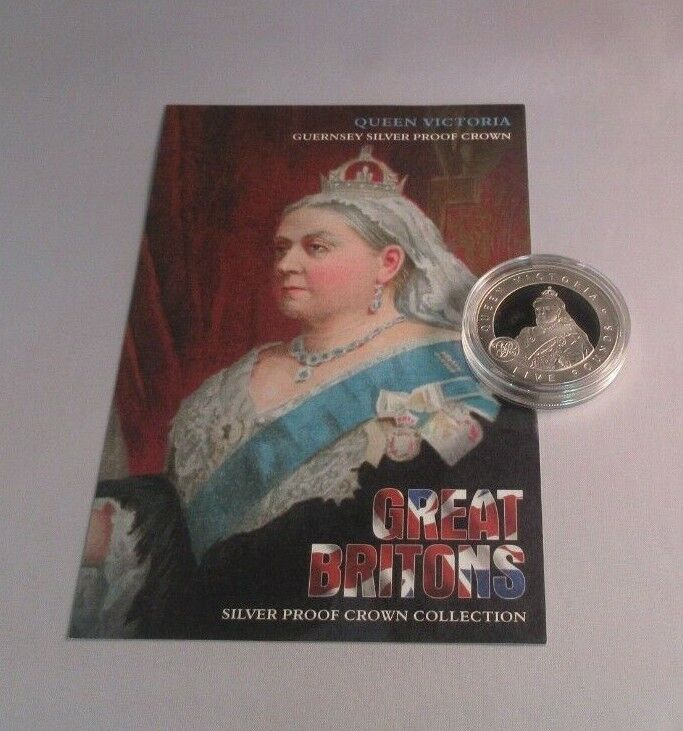 QUEEN VICTORIA
GUERNSEY SILVER PROOF CROWN
QUEEN VICTORIA
FIVE POUNDS
GREAT
BRITONS
SILVER PROOF CROWN COLLECTION